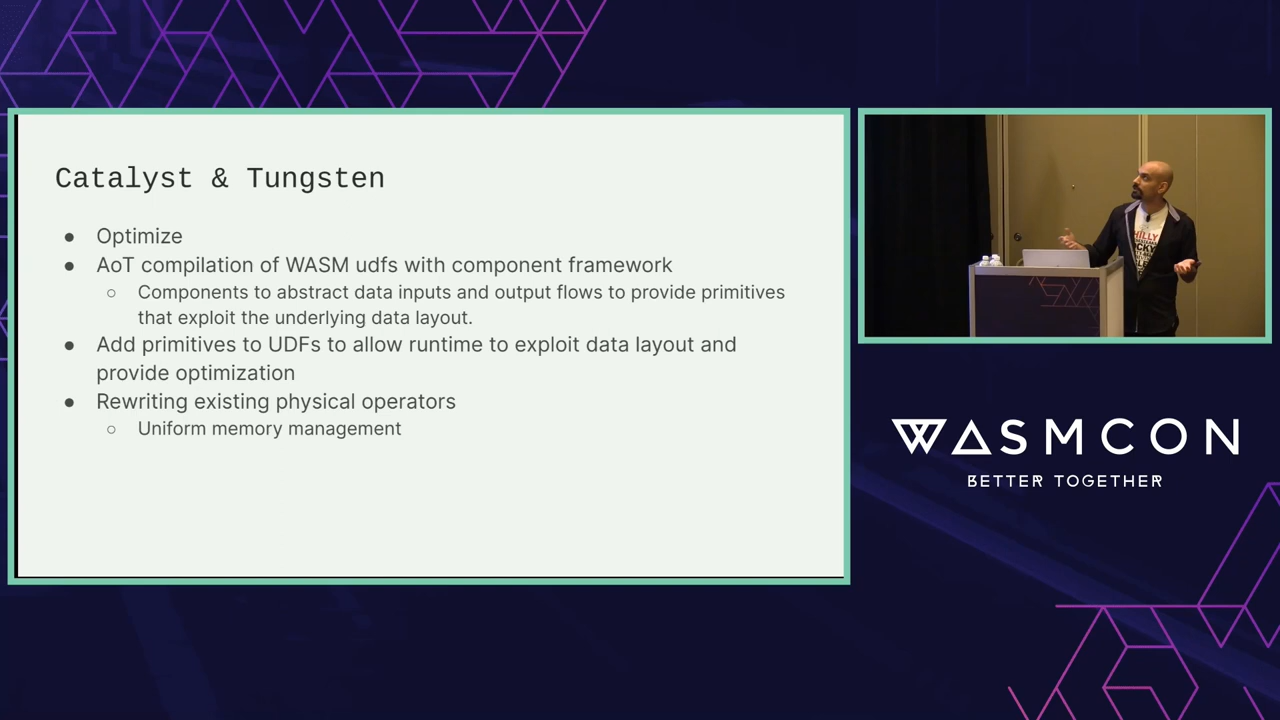 Catalyst & Tungsten
● Optimize
● AoT compilation of WASM udfs with component framework
○ Components to abstract data inputs and output flows to provide primitives
that exploit the underlying data layout.
● Add primitives to UDFs to allow runtime to exploit data layout and
provide optimization
● Rewriting existing physical operators
○ Uniform memory management
WASMCON
BETTER TOGETHER